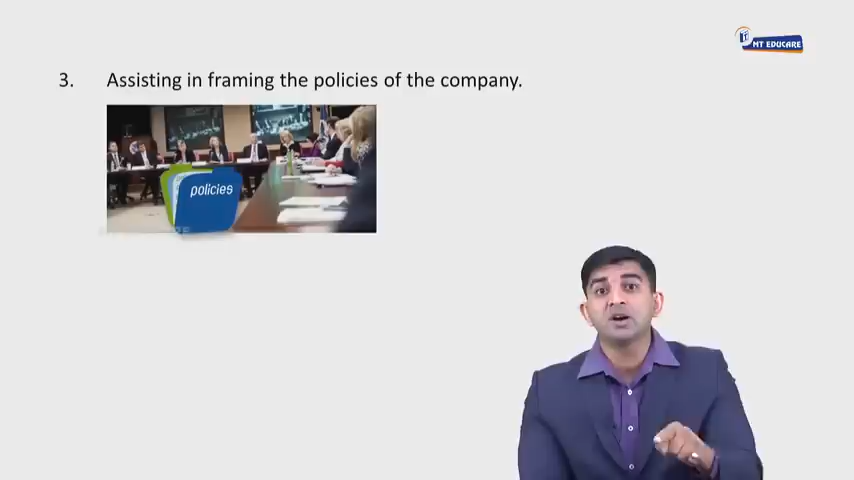 MT EDUCARE
3. Assisting in framing the policies of the company.
policies